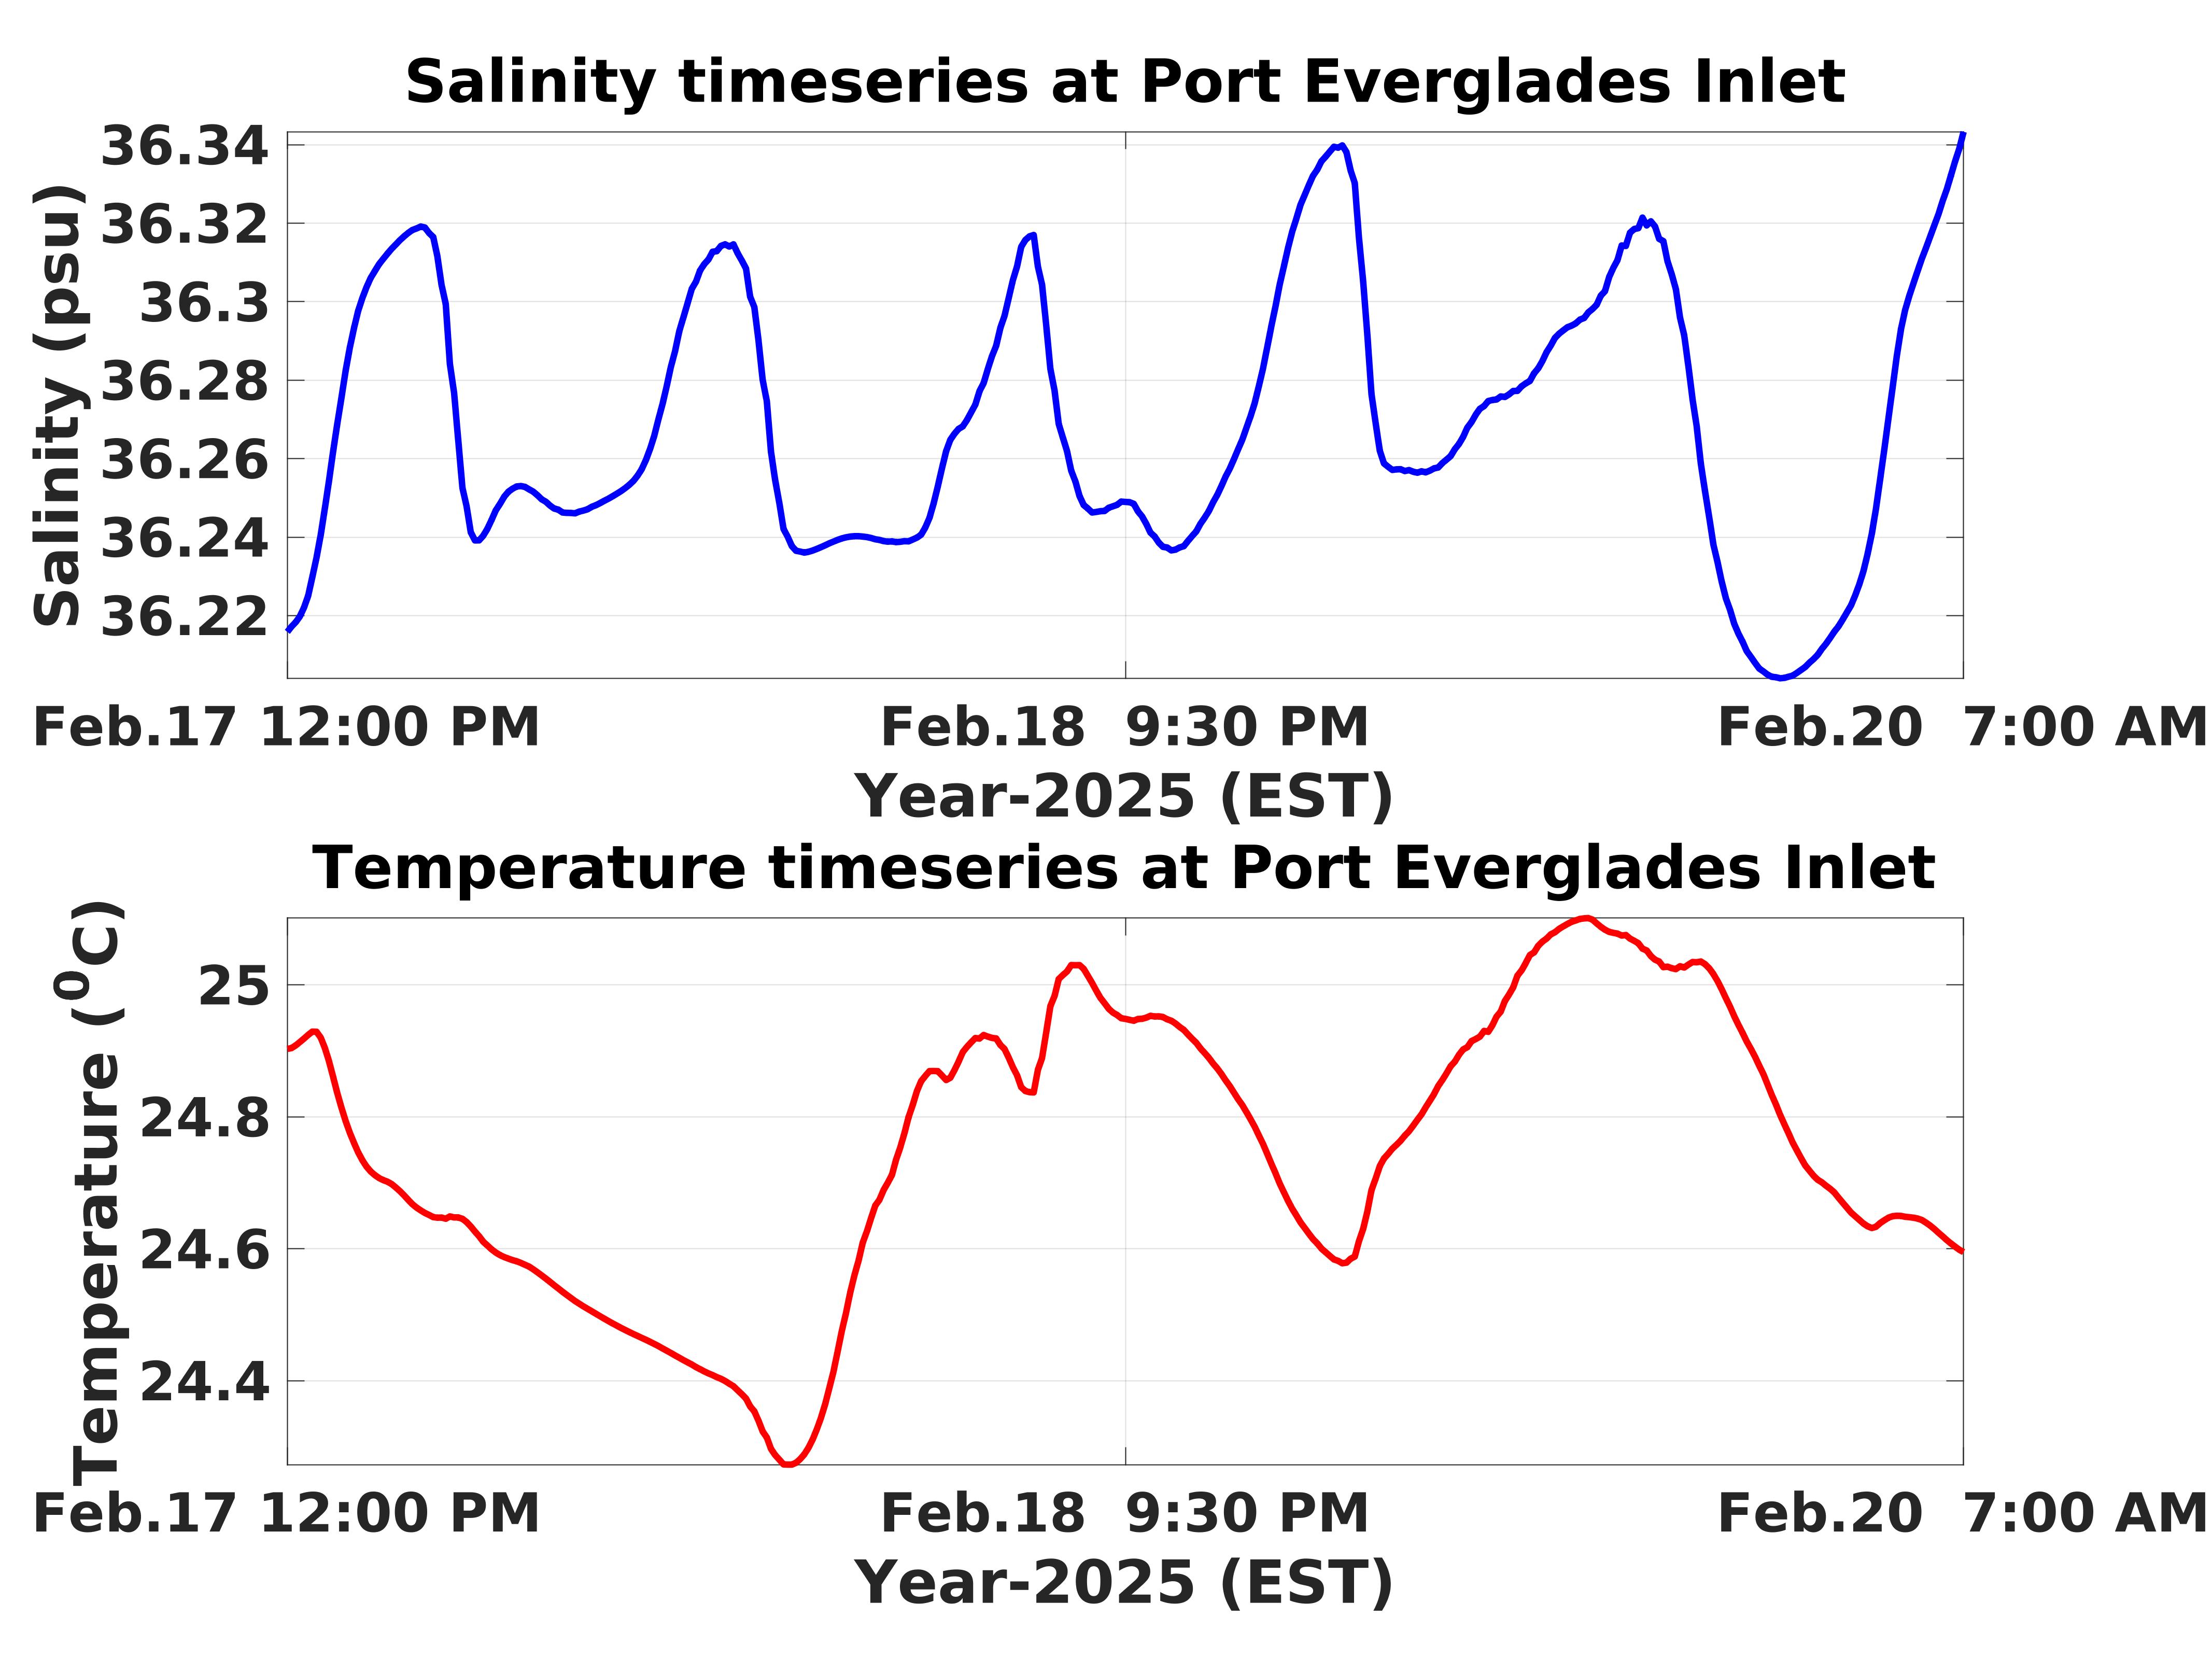 Salinity timeseries at Port Everglades Inlet
Salinity (psu)
36.34
36.32
36.3
36.28
36.26
36.24
36.22
Feb.17 12:00 PM Feb.18 9:30 PM Feb.20 7:00 AM
Year-2025 (EST)
Temperature timeseries at Port Everglades Inlet
Temperature (⁰C)
25
24.8
24.6
24.4
Feb.17 12:00 PM Feb.18 9:30 PM Feb.20 7:00 AM
Year-2025 (EST)